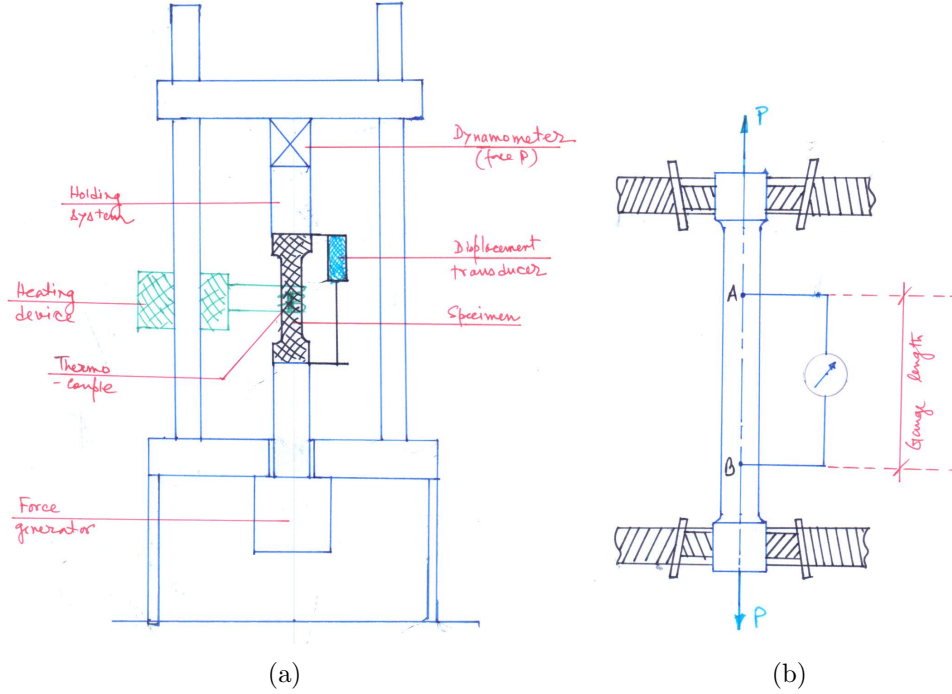 Dynamometer
(force P)
Holding
system
Displacement
transducer
Heating
device
Specimen
Thermo
-couple
Force
generator
P
A
Gauge length
B
P
(a)
(b)